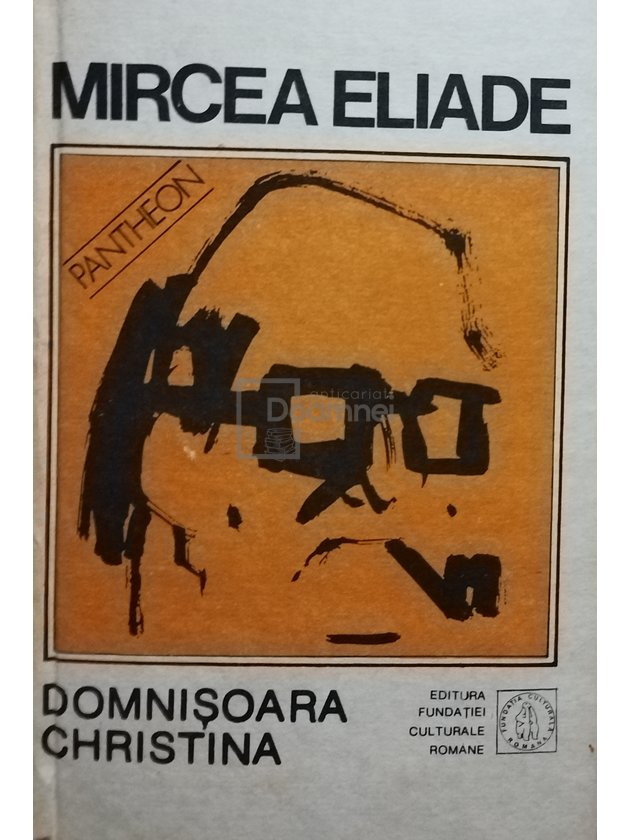 MIRCEA ELIADE
PANTHEON
anticariat
Doamnei
DOMNIȘOARA
CHRISTINA
EDITURA
FUNDAȚIEI
CULTURALE
ROMANE
FUNDAȚIA CULTURALĂ
ROMÂNĂ